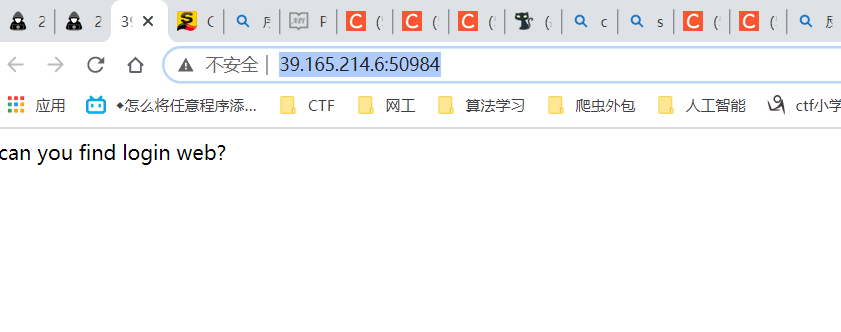 2 2 39 C P ( ( ( ( c s ( (
不安全 39.165.214.6:50984
应用 ◆怎么将任意程序添... CTF 网工 算法学习 爬虫外包 人工智能 ctf小学
can you find login web?